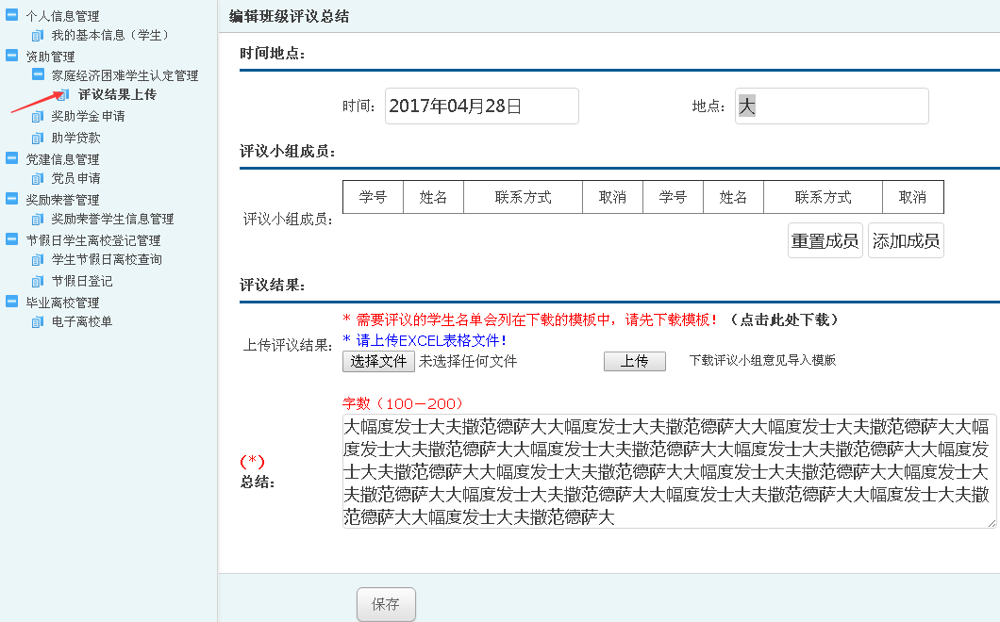 个人信息管理
我的基本信息（学生）
资助管理
家庭经济困难学生认定管理
评议结果上传
奖助学金申请
助学贷款
党建信息管理
党员申请
奖励荣誉管理
奖励荣誉学生信息管理
节假日学生离校登记管理
学生节假日离校查询
节假日登记
毕业离校管理
电子离校单
编辑班级评议总结
时间地点:
时间: 2017年04月28日 地点: 大
评议小组成员:
学号 姓名 联系方式 取消 学号 姓名 联系方式 取消
评议小组成员:
重置成员 添加成员
评议结果:
* 需要评议的学生名单会列在下载的模板中，请先下载模板！（点击此处下载）
上传评议结果:
* 请上传EXCEL表格文件！
选择文件 未选择任何文件 上传 下载评议小组意见导入模版
字数（100—200）
(*)
总结:
大幅度发士大夫撒范德萨大大幅度发士大夫撒范德萨大大幅度发士大夫撒范德萨大大幅
度发士大夫撒范德萨大大幅度发士大夫撒范德萨大大幅度发士大夫撒范德萨大大幅度发
士大夫撒范德萨大大幅度发士大夫撒范德萨大大幅度发士大夫撒范德萨大大幅度发士大
夫撒范德萨大大幅度发士大夫撒范德萨大大幅度发士大夫撒范德萨大大幅度发士大夫撒
范德萨大大幅度发士大夫撒范德萨大
保存